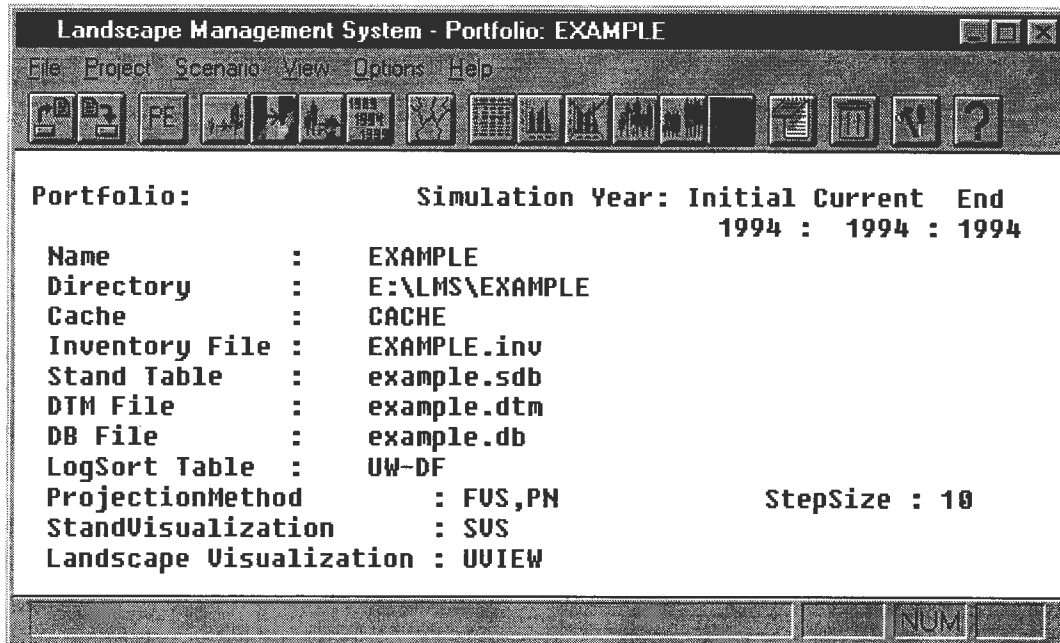 Landscape Management System - Portfolio: EXAMPLE
File Project Scenario View Options Help
PE
Portfolio: Simulation Year: Initial Current End
1994 : 1994 : 1994
Name : EXAMPLE
Directory : E:\LMS\EXAMPLE
Cache : CACHE
Inventory File : EXAMPLE.inv
Stand Table : example.sdb
DTM File : example.dtm
DB File : example.db
LogSort Table : UW-DF
ProjectionMethod : FVS,PN StepSize : 10
StandVisualization : SVS
Landscape Visualization : UVIEW
NUM